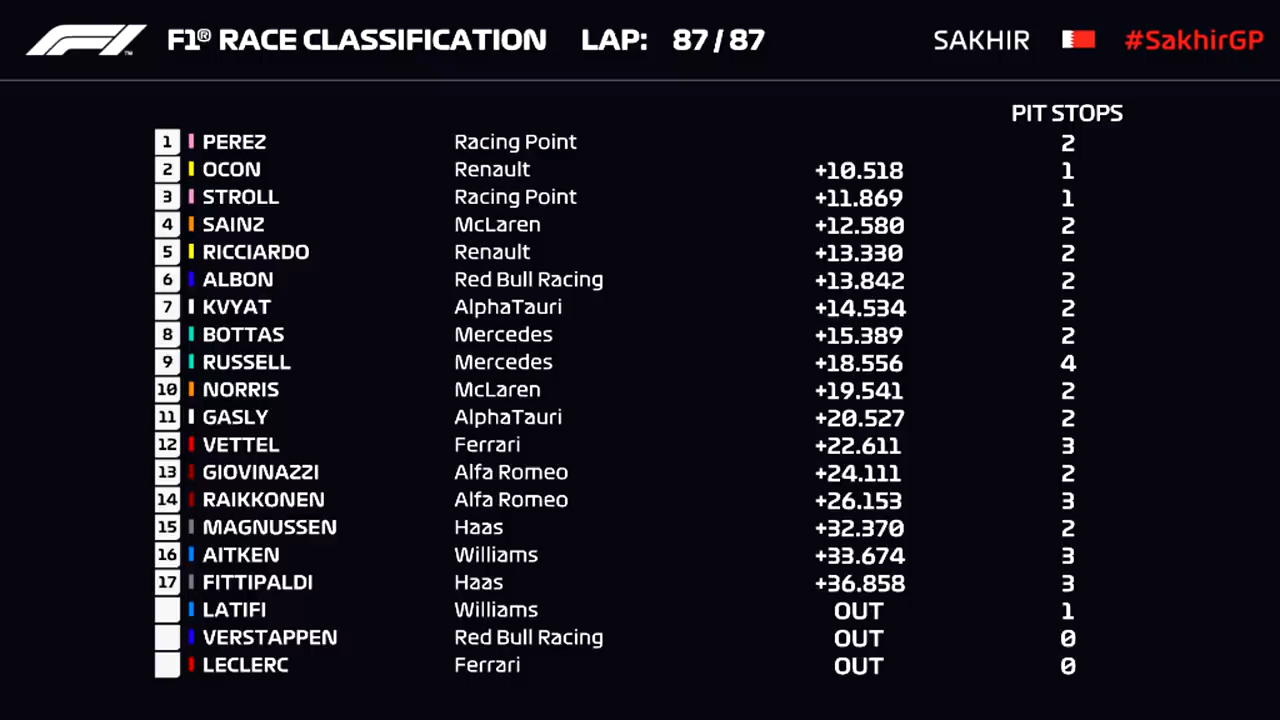 F1® RACE CLASSIFICATION LAP: 87/87 SAKHIR #SakhirGP
PIT STOPS
1 PEREZ Racing Point 2
2 OCON Renault +10.518 1
3 STROLL Racing Point +11.869 1
4 SAINZ McLaren +12.580 2
5 RICCIARDO Renault +13.330 2
6 ALBON Red Bull Racing +13.842 2
7 KVYAT AlphaTauri +14.534 2
8 BOTTAS Mercedes +15.389 2
9 RUSSELL Mercedes +18.556 4
10 NORRIS McLaren +19.541 2
11 GASLY AlphaTauri +20.527 2
12 VETTEL Ferrari +22.611 3
13 GIOVINAZZI Alfa Romeo +24.111 2
14 RAIKKONEN Alfa Romeo +26.153 3
15 MAGNUSSEN Haas +32.370 2
16 AITKEN Williams +33.674 3
17 FITTIPALDI Haas +36.858 3
LATIFI Williams OUT 1
VERSTAPPEN Red Bull Racing OUT 0
LECLERC Ferrari OUT 0